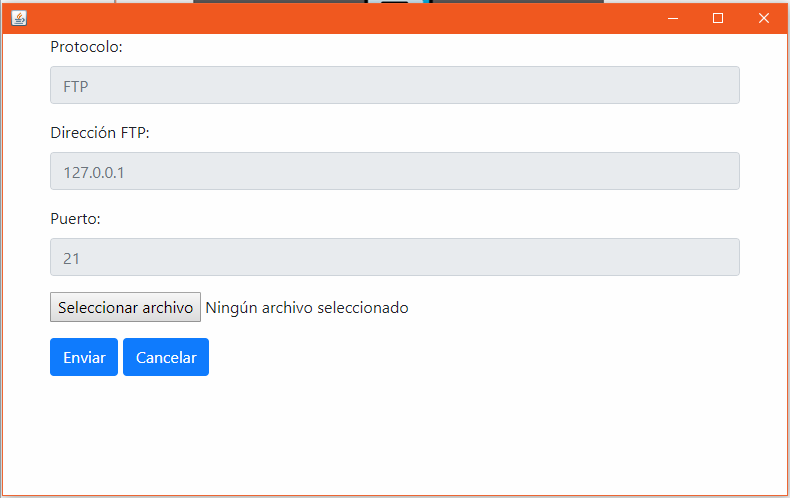 Protocolo:
FTP
Dirección FTP:
127.0.0.1
Puerto:
21
Seleccionar archivo Ningún archivo seleccionado
Enviar Cancelar